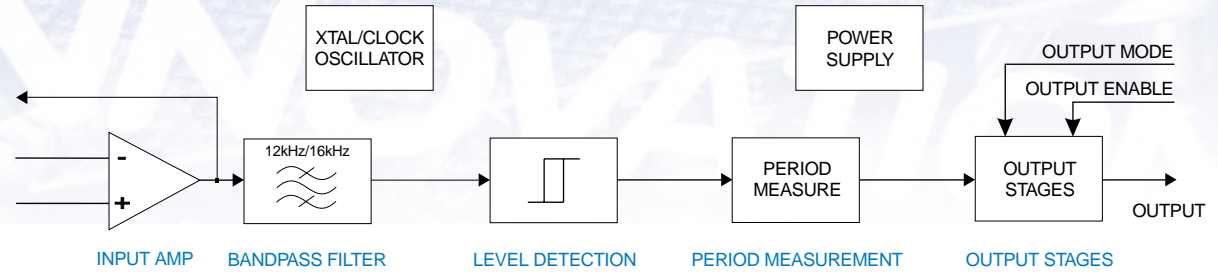 XTAL/CLOCK
OSCILLATOR
POWER
SUPPLY
OUTPUT MODE
OUTPUT ENABLE
-
+
12kHz/16kHz
PERIOD
MEASURE
OUTPUT
STAGES
OUTPUT
INPUT AMP
BANDPASS FILTER
LEVEL DETECTION
PERIOD MEASUREMENT
OUTPUT STAGES